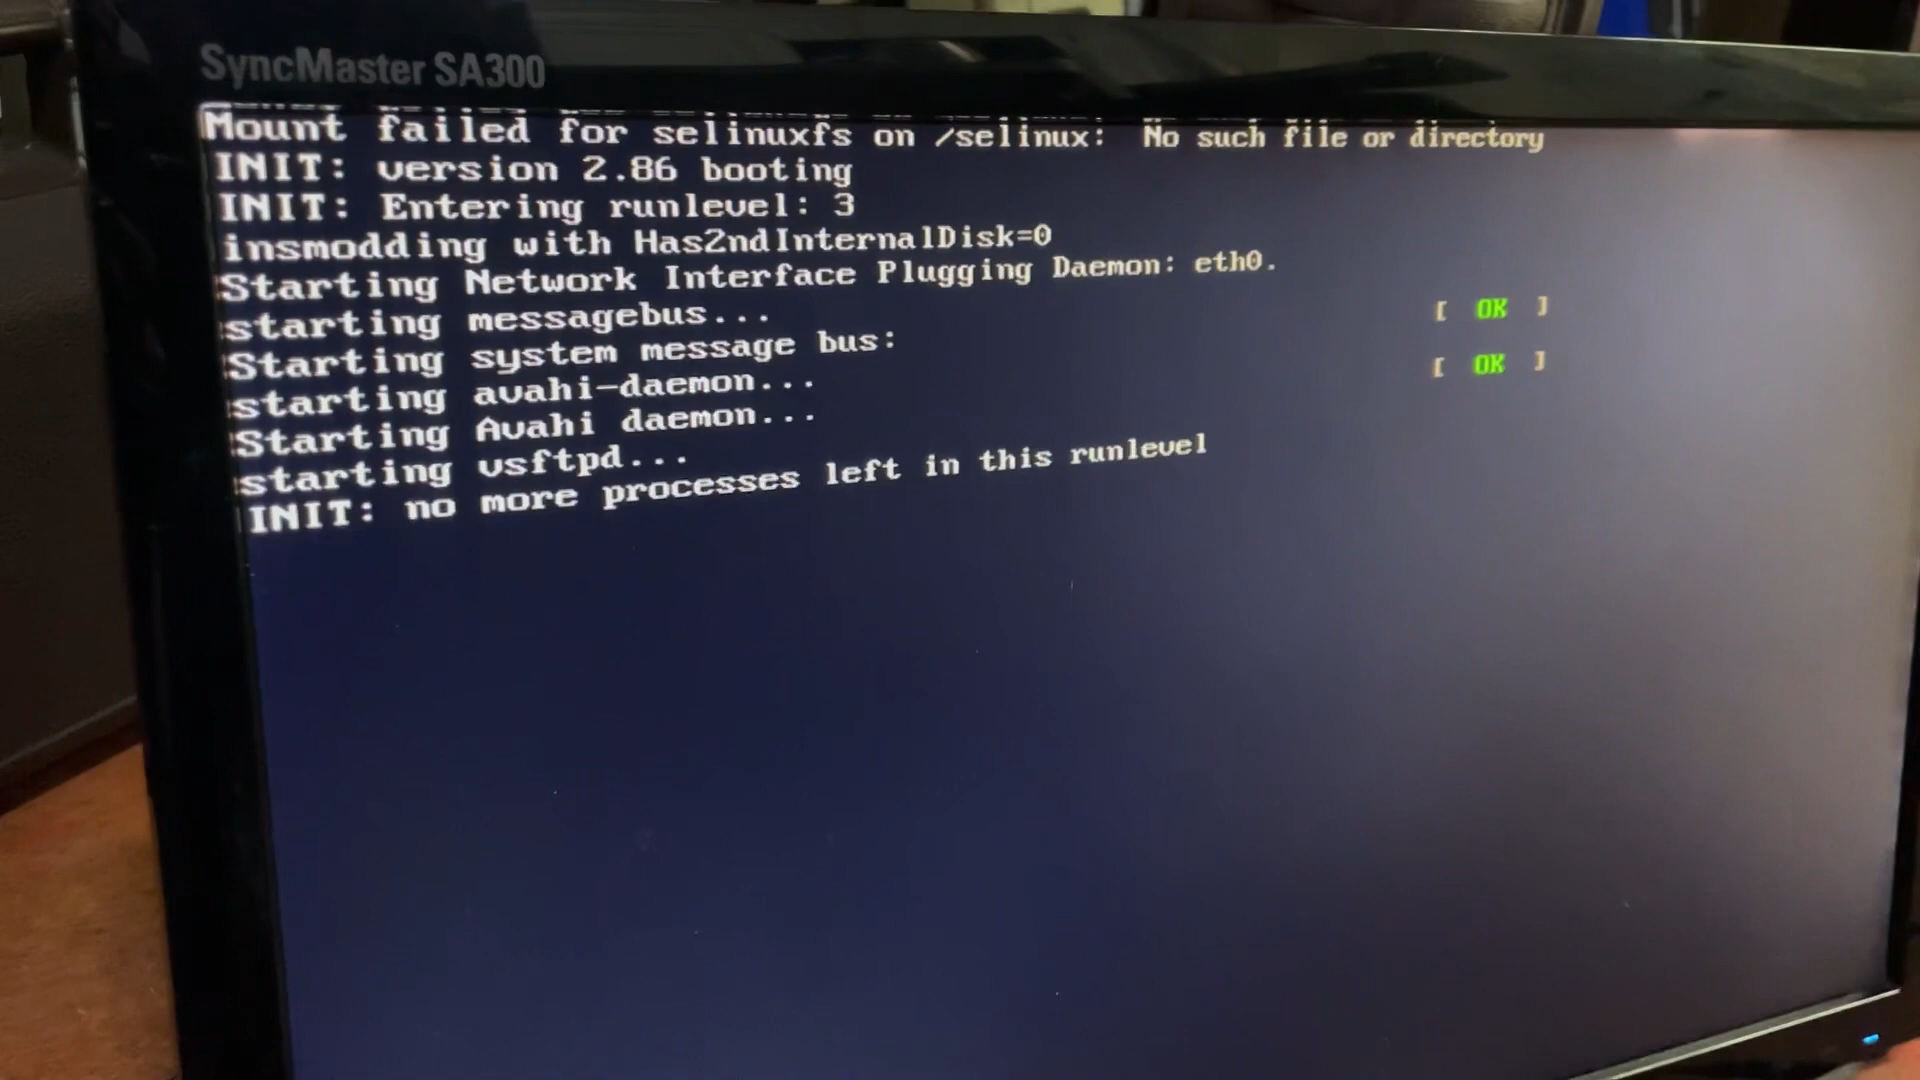 SyncMaster SA300
Mount failed for selinuxfs on /selinux:  No such file or directory
INIT: version 2.86 booting
INIT: Entering runlevel: 3
insmodding with Has2ndInternalDisk=0
Starting Network Interface Plugging Daemon: eth0.
starting messagebus...
Starting system message bus: [  OK  ]
starting avahi-daemon...
Starting Avahi daemon... [  OK  ]
starting vsftpd...
INIT: no more processes left in this runlevel